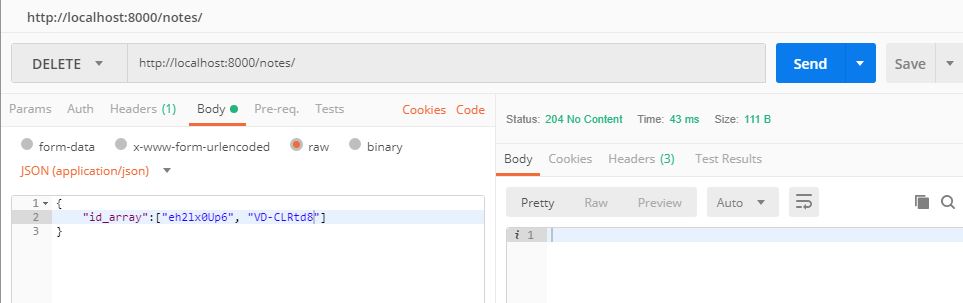 http://localhost:8000/notes/
DELETE http://localhost:8000/notes/ Send Save
Params Auth Headers (1) Body Pre-req. Tests Cookies Code
form-data x-www-form-urlencoded raw binary
JSON (application/json)
1 {
2 "id_array":["eh2lx0Up6", "VD-CLRtd8"]
3 }
Status: 204 No Content Time: 43 ms Size: 111 B
Body Cookies Headers (3) Test Results
Pretty Raw Preview Auto
i 1